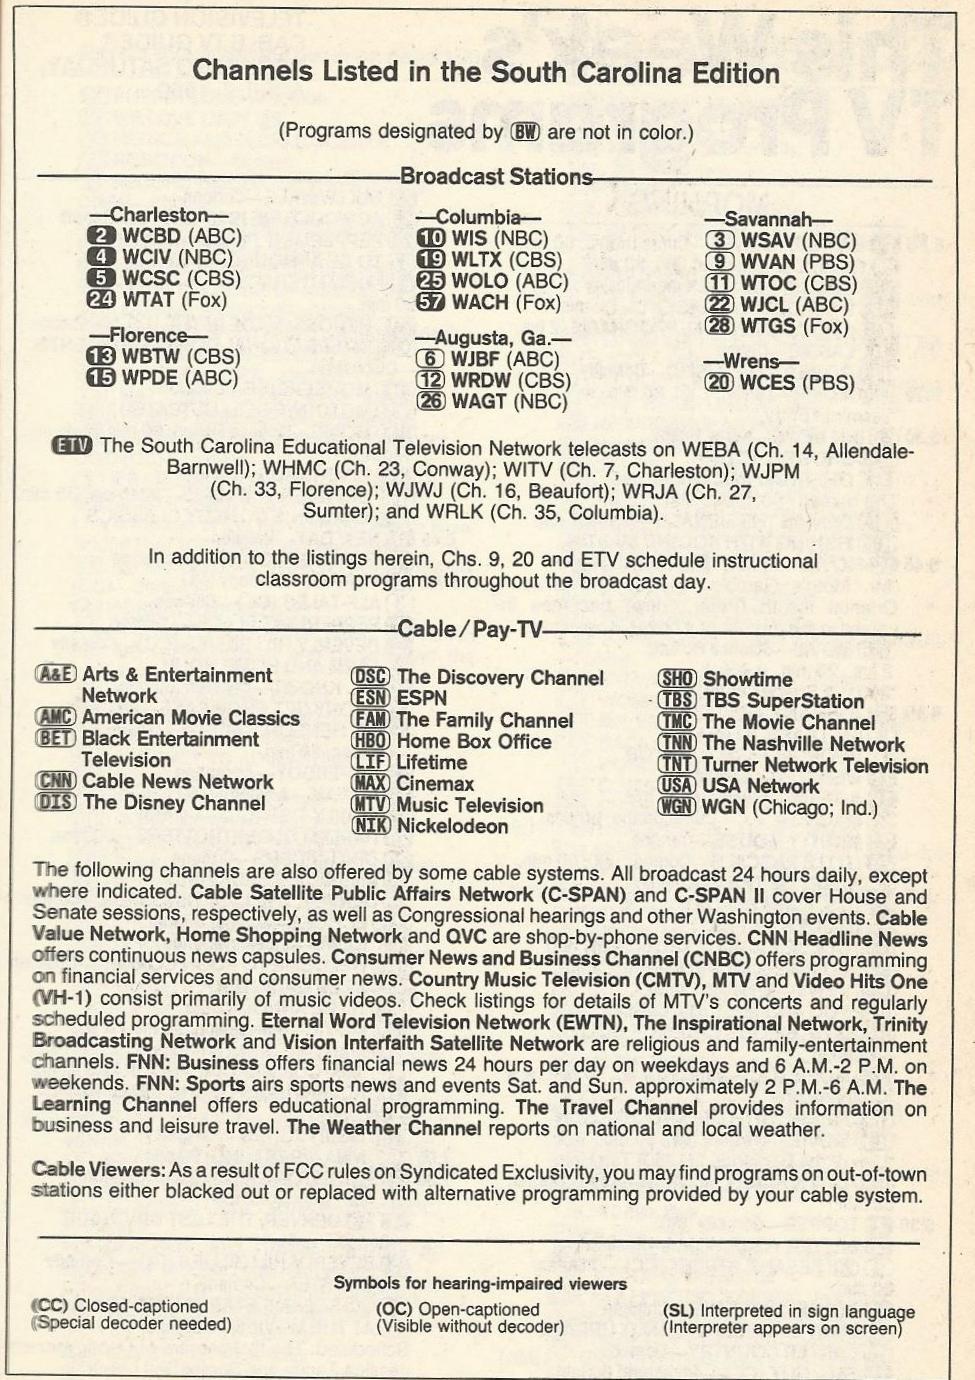 Channels Listed in the South Carolina Edition
(Programs designated by BW are not in color.)
Broadcast Stations
—Charleston—
2 WCBD (ABC)
4 WCIV (NBC)
5 WCSC (CBS)
24 WTAT (Fox)
—Florence—
13 WBTW (CBS)
15 WPDE (ABC)
—Columbia—
10 WIS (NBC)
19 WLTX (CBS)
25 WOLO (ABC)
57 WACH (Fox)
—Augusta, Ga.—
6 WJBF (ABC)
12 WRDW (CBS)
26 WAGT (NBC)
—Savannah—
3 WSAV (NBC)
9 WVAN (PBS)
11 WTOC (CBS)
22 WJCL (ABC)
28 WTGS (Fox)
—Wrens—
20 WCES (PBS)
ETV The South Carolina Educational Television Network telecasts on WEBA (Ch. 14, Allendale-
Barnwell); WHMC (Ch. 23, Conway); WITV (Ch. 7, Charleston); WJPM
(Ch. 33, Florence); WJWJ (Ch. 16, Beaufort); WRJA (Ch. 27,
Sumter); and WRLK (Ch. 35, Columbia).
In addition to the listings herein, Chs. 9, 20 and ETV schedule instructional
classroom programs throughout the broadcast day.
Cable/Pay-TV
A&E Arts & Entertainment
Network
AMC American Movie Classics
BET Black Entertainment
Television
CNN Cable News Network
DIS The Disney Channel
DSC The Discovery Channel
ESN ESPN
FAM The Family Channel
HBO Home Box Office
LIF Lifetime
MAX Cinemax
MTV Music Television
NIK Nickelodeon
SHO Showtime
TBS TBS SuperStation
TMC The Movie Channel
TNN The Nashville Network
TNT Turner Network Television
USA USA Network
WGN WGN (Chicago; Ind.)
The following channels are also offered by some cable systems. All broadcast 24 hours daily, except
where indicated. Cable Satellite Public Affairs Network (C-SPAN) and C-SPAN II cover House and
Senate sessions, respectively, as well as Congressional hearings and other Washington events. Cable
Value Network, Home Shopping Network and QVC are shop-by-phone services. CNN Headline News
offers continuous news capsules. Consumer News and Business Channel (CNBC) offers programming
on financial services and consumer news. Country Music Television (CMTV), MTV and Video Hits One
(VH-1) consist primarily of music videos. Check listings for details of MTV's concerts and regularly
scheduled programming. Eternal Word Television Network (EWTN), The Inspirational Network, Trinity
Broadcasting Network and Vision Interfaith Satellite Network are religious and family-entertainment
channels. FNN: Business offers financial news 24 hours per day on weekdays and 6 A.M.-2 P.M. on
weekends. FNN: Sports airs sports news and events Sat. and Sun. approximately 2 P.M.-6 A.M. The
Learning Channel offers educational programming. The Travel Channel provides information on
business and leisure travel. The Weather Channel reports on national and local weather.
Cable Viewers: As a result of FCC rules on Syndicated Exclusivity, you may find programs on out-of-town
stations either blacked out or replaced with alternative programming provided by your cable system.
Symbols for hearing-impaired viewers
(CC) Closed-captioned
(Special decoder needed)
(OC) Open-captioned
(Visible without decoder)
(SL) Interpreted in sign language
(Interpreter appears on screen)